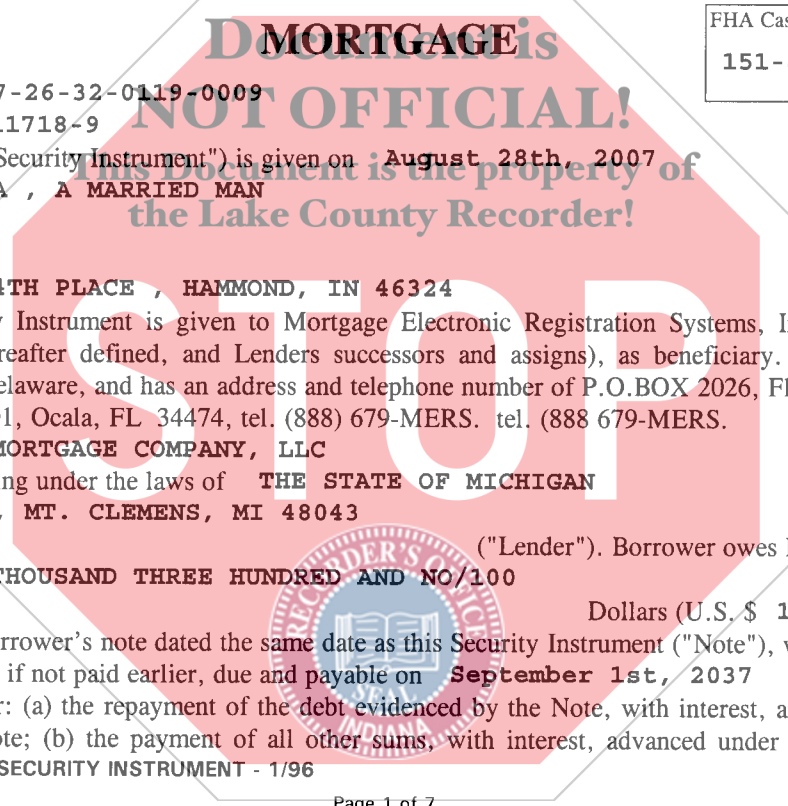 Document is
MORTGAGE
FHA Cas
151-
NOT OFFICIAL!
7-26-32-0119-0009
11718-9
Security Instrument") is given on August 28th, 2007
This Document is the property of
A , A MARRIED MAN
the Lake County Recorder!
4TH PLACE , HAMMOND, IN 46324
STOP
y Instrument is given to Mortgage Electronic Registration Systems, I
reafter defined, and Lenders successors and assigns), as beneficiary.
elaware, and has an address and telephone number of P.O.BOX 2026, Fl
1, Ocala, FL 34474, tel. (888) 679-MERS. tel. (888 679-MERS.
MORTGAGE COMPANY, LLC
ng under the laws of THE STATE OF MICHIGAN
, MT. CLEMENS, MI 48043
("Lender"). Borrower owes
THOUSAND THREE HUNDRED AND NO/100
Dollars (U.S. $ 1
rrower's note dated the same date as this Security Instrument ("Note"), w
if not paid earlier, due and payable on September 1st, 2037
r: (a) the repayment of the debt evidenced by the Note, with interest, a
ote; (b) the payment of all other sums, with interest, advanced under
SECURITY INSTRUMENT - 1/96
RECORDER'S OFFICE
SEAL
INDIANA
Page 1 of 7